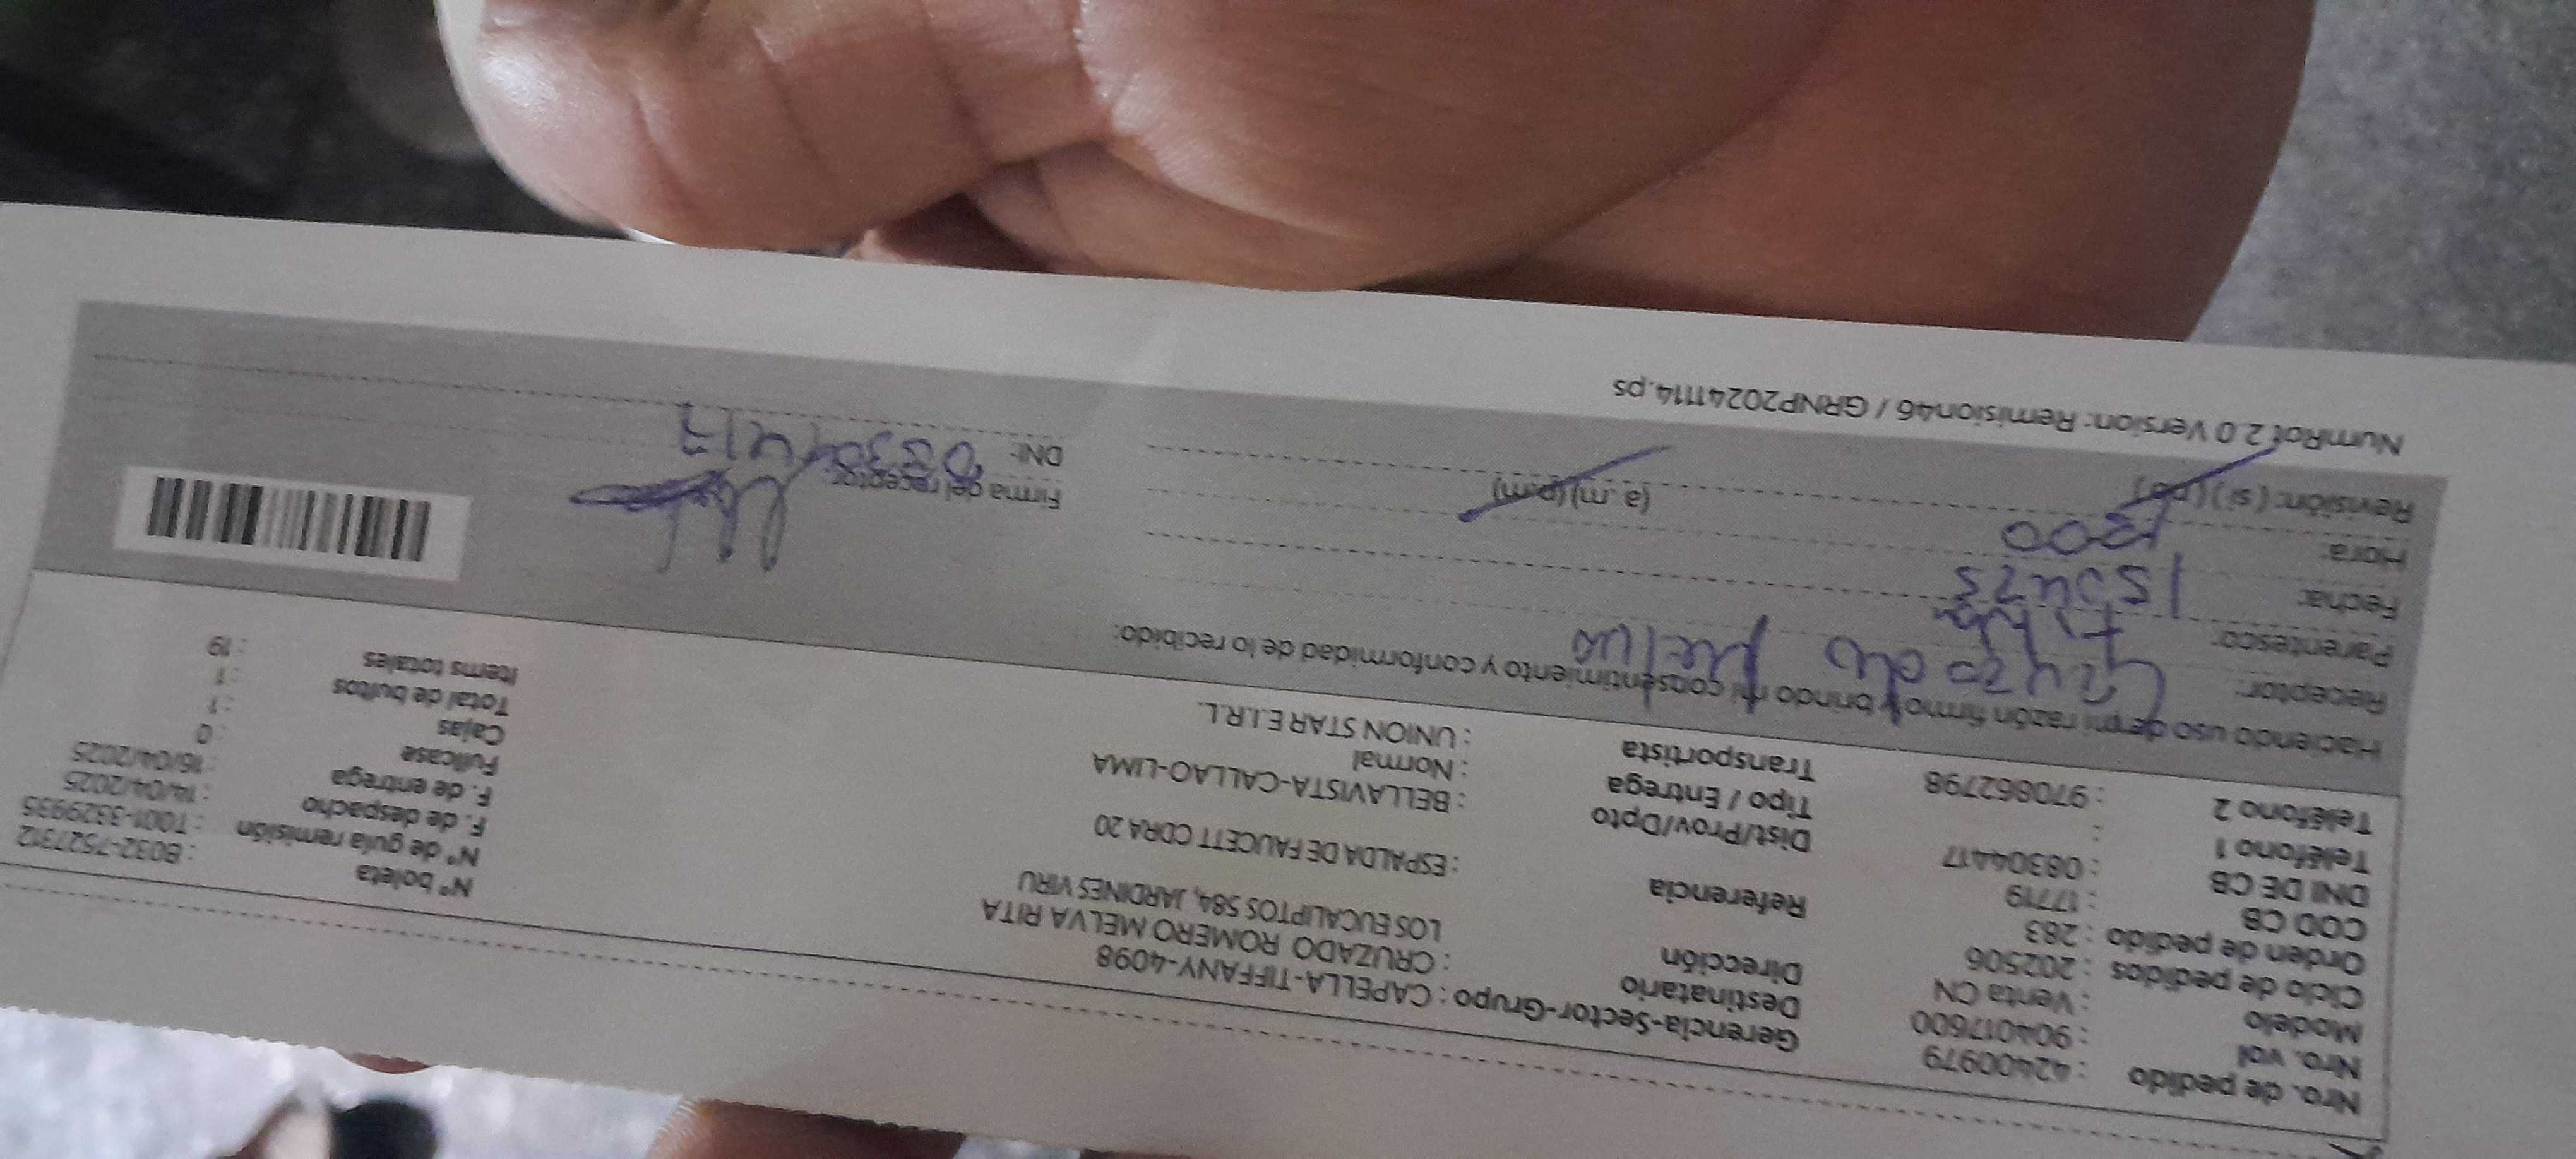 Nro. de pedido : 42400979 Gerencia-Sector-Grupo : CAPELLA-TIFFANY-4098
Nro. vol : 904017600 Destinatario : CRUZADO ROMERO MELVA RITA
Modelo : Venta CN Dirección LOS EUCALIPTOS 584, JARDINES VIRU
Ciclo de pedidos : 202506
Orden de pedido : 283 Referencia : ESPALDA DE FAUCETT CDRA 20
COD CB : 17719
DNI DE CB : 08304417 Dist/Prov/Dpto : BELLAVISTA-CALLAO-LIMA
Teléfono 1 : Tipo / Entrega : Normal
Teléfono 2 : 970862798 Transportista : UNION STAR E.I.R.L.
N° boleta : B032-7527312
N° de guía remisión : T001-3329935
F. de despacho : 14/04/2025
F. de entrega : 16/04/2025
Fullcase : 0
Cajas : 1
Total de bultos : 1
Items totales : 19
Haciendo uso de mi razón firmo y brindo mi consentimiento y conformidad de lo recibido:
Receptor:
Parentesco:
Fecha:
Hora: 1300 (a.m)(p.m)
Revisión: (si)(no)
Firma del receptor:
DNI: 08304417
NumRot 2.0 Version: Remision46 / GRNP20241114.ps